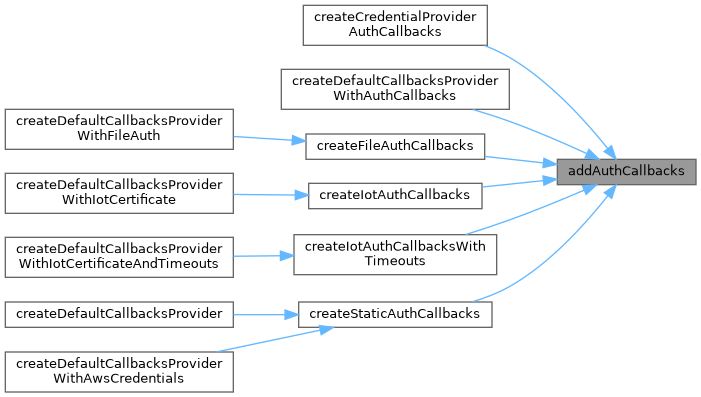 createCredentialProvider
AuthCallbacks
createDefaultCallbacksProvider
WithAuthCallbacks
createDefaultCallbacksProvider
WithFileAuth
createFileAuthCallbacks
addAuthCallbacks
createDefaultCallbacksProvider
WithIotCertificate
createIotAuthCallbacks
createDefaultCallbacksProvider
WithIotCertificateAndTimeouts
createIotAuthCallbacksWith
Timeouts
createDefaultCallbacksProvider
createStaticAuthCallbacks
createDefaultCallbacksProvider
WithAwsCredentials